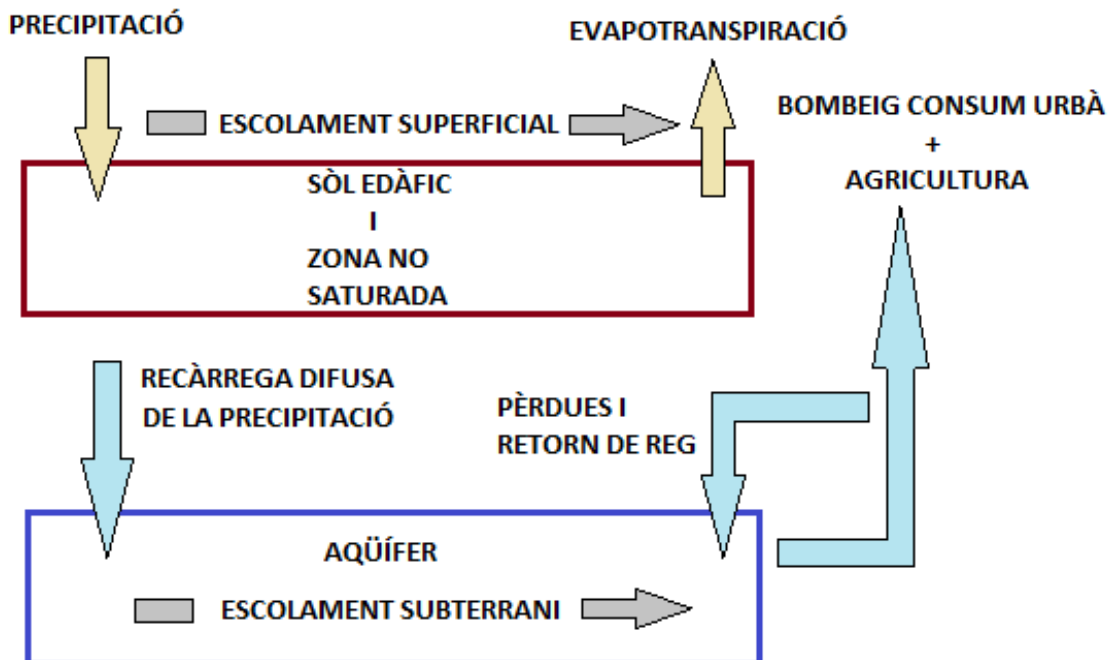 PRECIPITACIÓ
EVAPOTRANSPIRACIÓ
BOMBEIG CONSUM URBÀ
+
AGRICULTURA
ESCOLAMENT SUPERFICIAL
SÒL EDÀFIC
I
ZONA NO
SATURADA
RECÀRREGA DIFUSA
DE LA PRECIPITACIÓ
PÈRDUES I
RETORN DE REG
AQÜÍFER
ESCOLAMENT SUBTERRANI